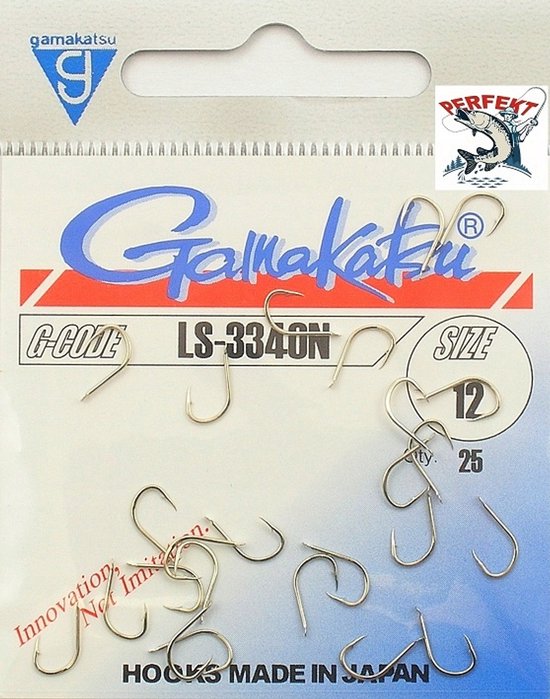 gamakatsu
g
PERFEKT
Gamakatsu®
G-CODE LS-3340N
SIZE
12
Qty. 25
Innovation,
Not Imitation.
HOOKS MADE IN JAPAN